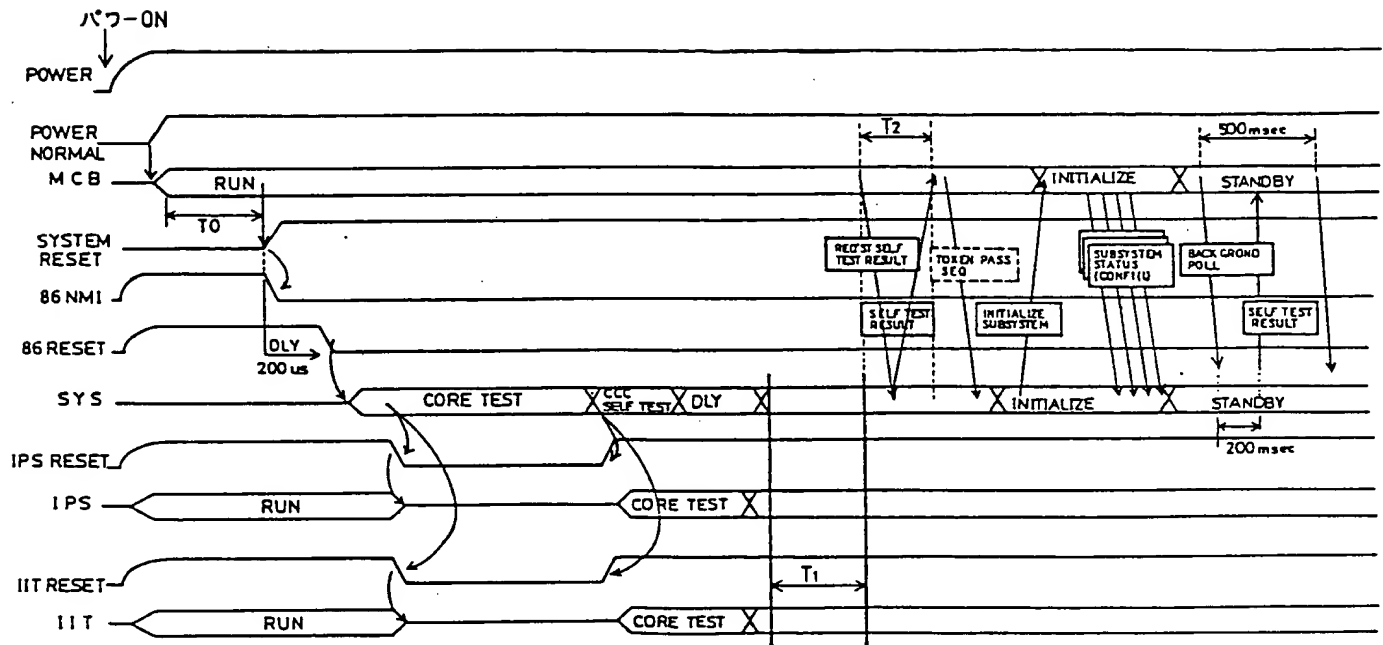 パワーON
POWER
POWER
NORMAL
T2
500msec
MCB
RUN
INITIALIZE
STANDBY
T0
SYSTEM
RESET
REQ'ST SELF
TEST RESULT
TOKEN PASS
SEQ
SUBSYSTEM
STATUS
BACK GROND
POLL
86 NMI
SELF TEST
RESULT
INITIALIZE
SUBSYSTEM
SELF TEST
RESULT
86 RESET
DLY
200 us
SYS
CORE TEST
CCC
SELF TEST
DLY
INITIALIZE
STANDBY
200msec
IPS RESET
IPS
RUN
CORE TEST
IIT RESET
T1
IIT
RUN
CORE TEST